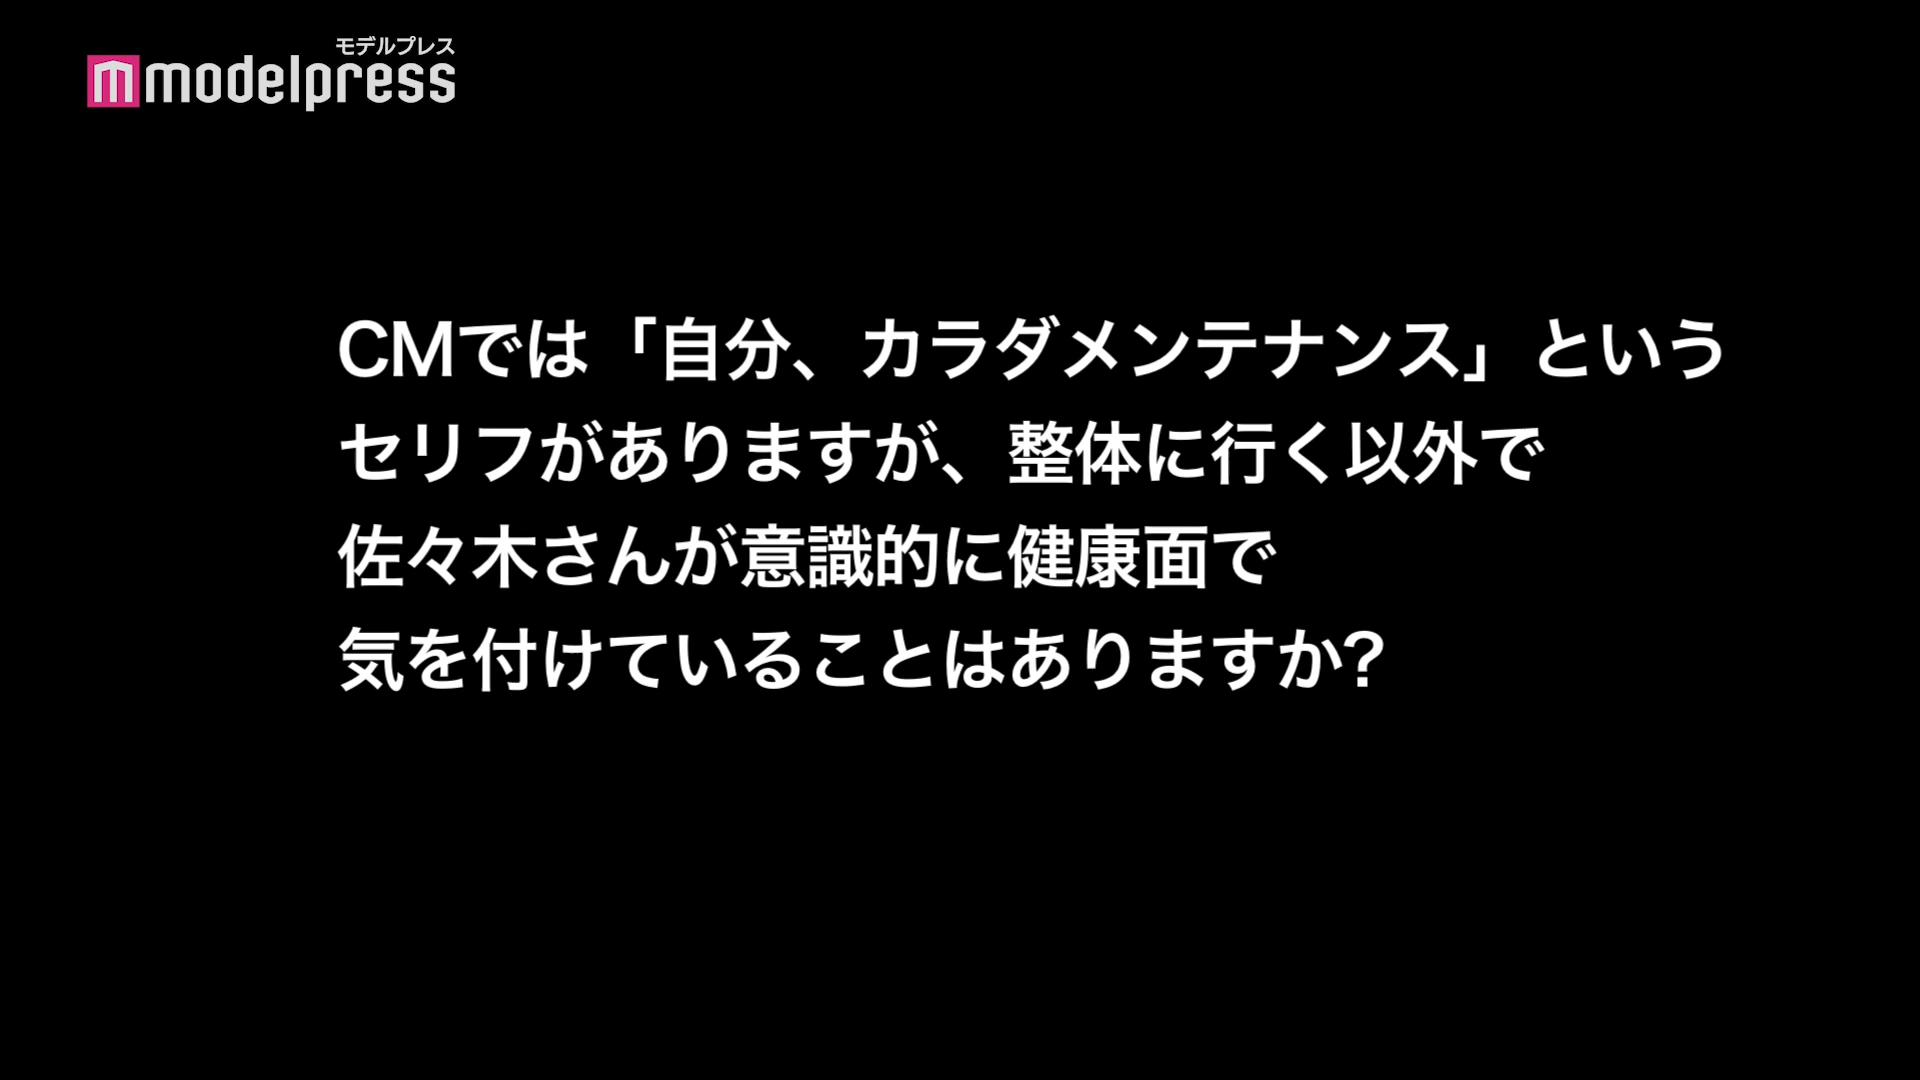 モデルプレス
modelpress
CMでは「自分、カラダメンテナンス」という
セリフがありますが、整体に行く以外で
佐々木さんが意識的に健康面で
気を付けていることはありますか?